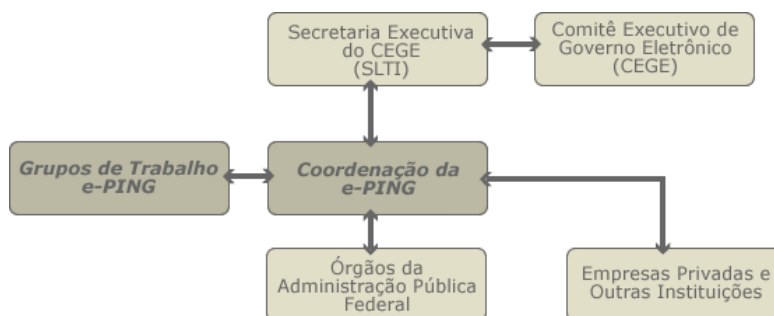 Secretaria Executiva
do CEGE
(SLTI)
Comitê Executivo de
Governo Eletrônico
(CEGE)
Grupos de Trabalho
e-PING
Coordenação da
e-PING
Órgãos da
Administração Pública
Federal
Empresas Privadas e
Outras Instituições